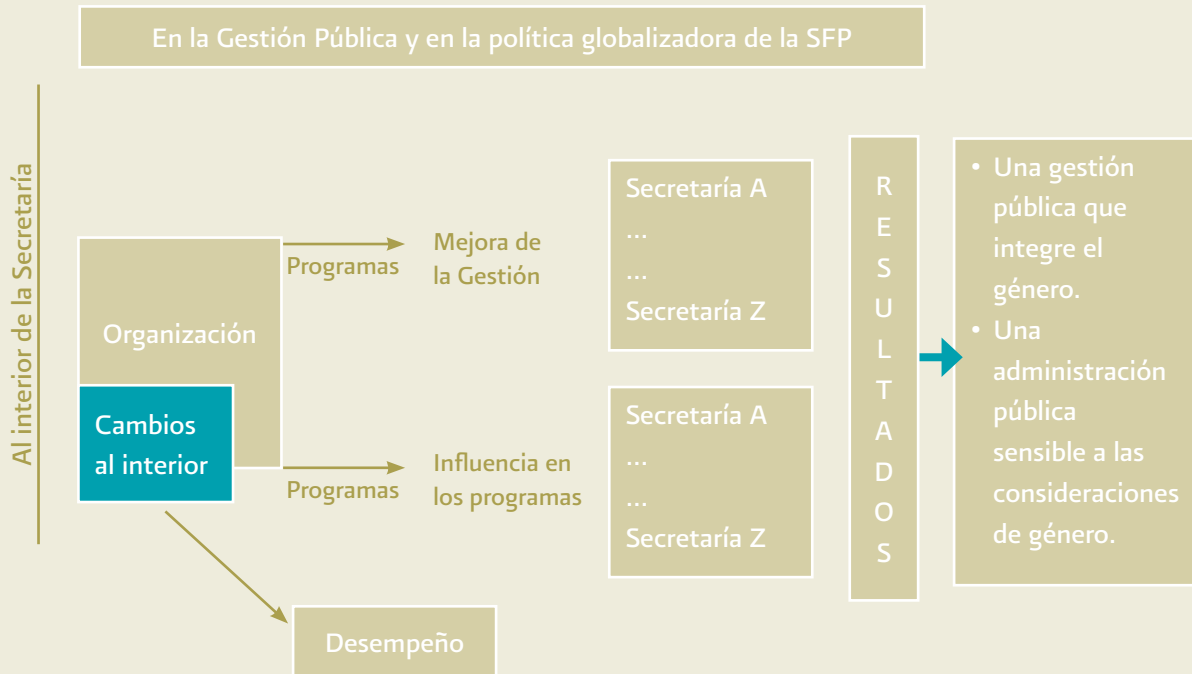 En la Gestión Pública y en la política globalizadora de la SFP
Al interior de la Secretaría
Organización
Cambios
al interior
Programas
Mejora de
la Gestión
Programas
Influencia en
los programas
Desempeño
Secretaría A
...
...
Secretaría Z
Secretaría A
...
...
Secretaría Z
R
E
S
U
L
T
A
D
O
S
• Una gestión
pública que
integre el
género.
• Una
administración
pública
sensible a las
consideraciones
de género.